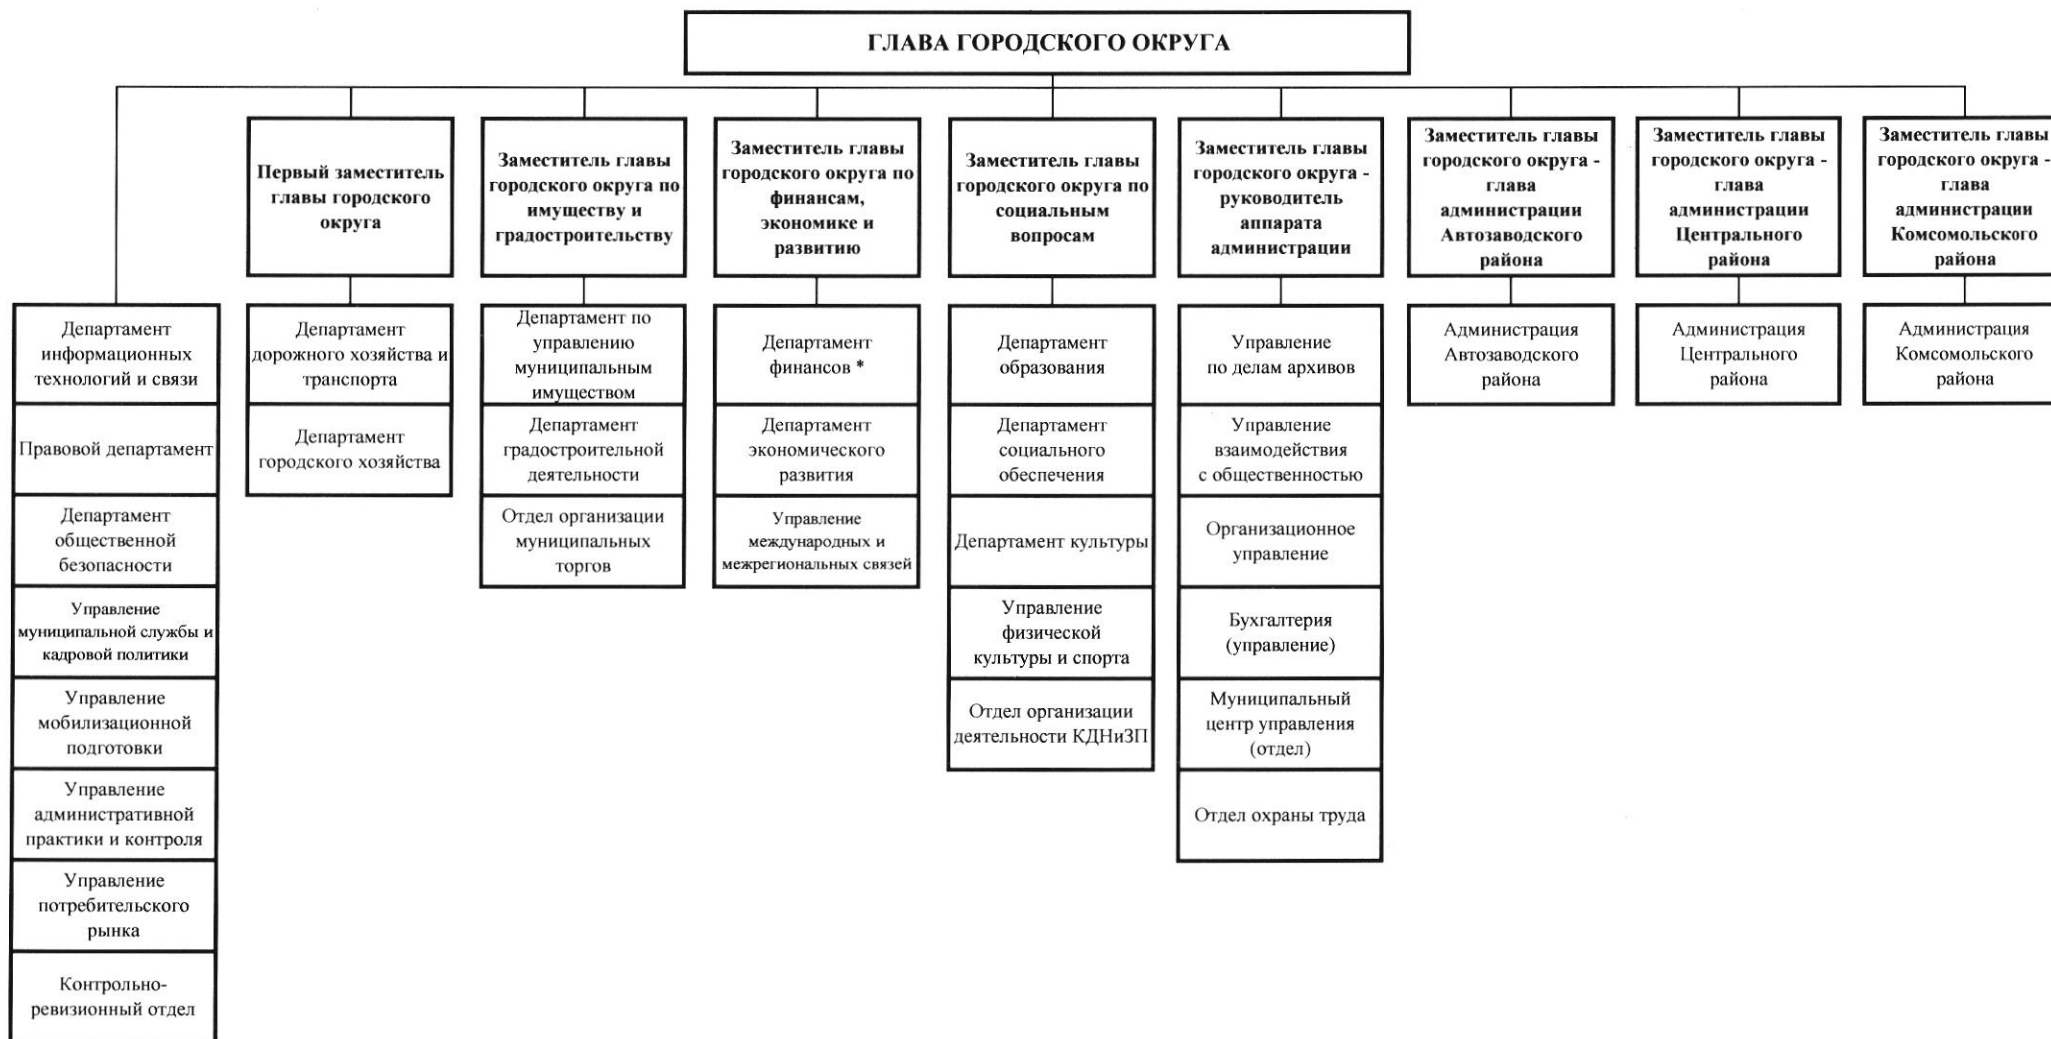 ГЛАВА ГОРОДСКОГО ОКРУГА
Первый заместитель
главы городского
округа
Заместитель главы
городского округа по
имуществу и
градостроительству
Заместитель главы
городского округа по
финансам,
экономике и
развитию
Заместитель главы
городского округа по
социальным
вопросам
Заместитель главы
городского округа -
руководитель
аппарата
администрации
Заместитель главы
городского округа -
глава
администрации
Автозаводского
района
Заместитель главы
городского округа -
глава
администрации
Центрального
района
Заместитель главы
городского округа -
глава
администрации
Комсомольского
района
Департамент
информационных
технологий и связи
Правовой департамент
Департамент
общественной
безопасности
Управление
муниципальной службы и
кадровой политики
Управление
мобилизационной
подготовки
Управление
административной
практики и контроля
Управление
потребительского
рынка
Контрольно-
ревизионный отдел
Департамент
дорожного хозяйства и
транспорта
Департамент
городского хозяйства
Департамент по
управлению
муниципальным
имуществом
Департамент
градостроительной
деятельности
Отдел организации
муниципальных
торгов
Департамент
финансов *
Департамент
экономического
развития
Управление
международных и
межрегиональных связей
Департамент
образования
Департамент
социального
обеспечения
Департамент культуры
Управление
физической
культуры и спорта
Отдел организации
деятельности КДНиЗП
Управление
по делам архивов
Управление
взаимодействия
с общественностью
Организационное
управление
Бухгалтерия
(управление)
Муниципальный
центр управления
(отдел)
Отдел охраны труда
Администрация
Автозаводского
района
Администрация
Центрального
района
Администрация
Комсомольского
района